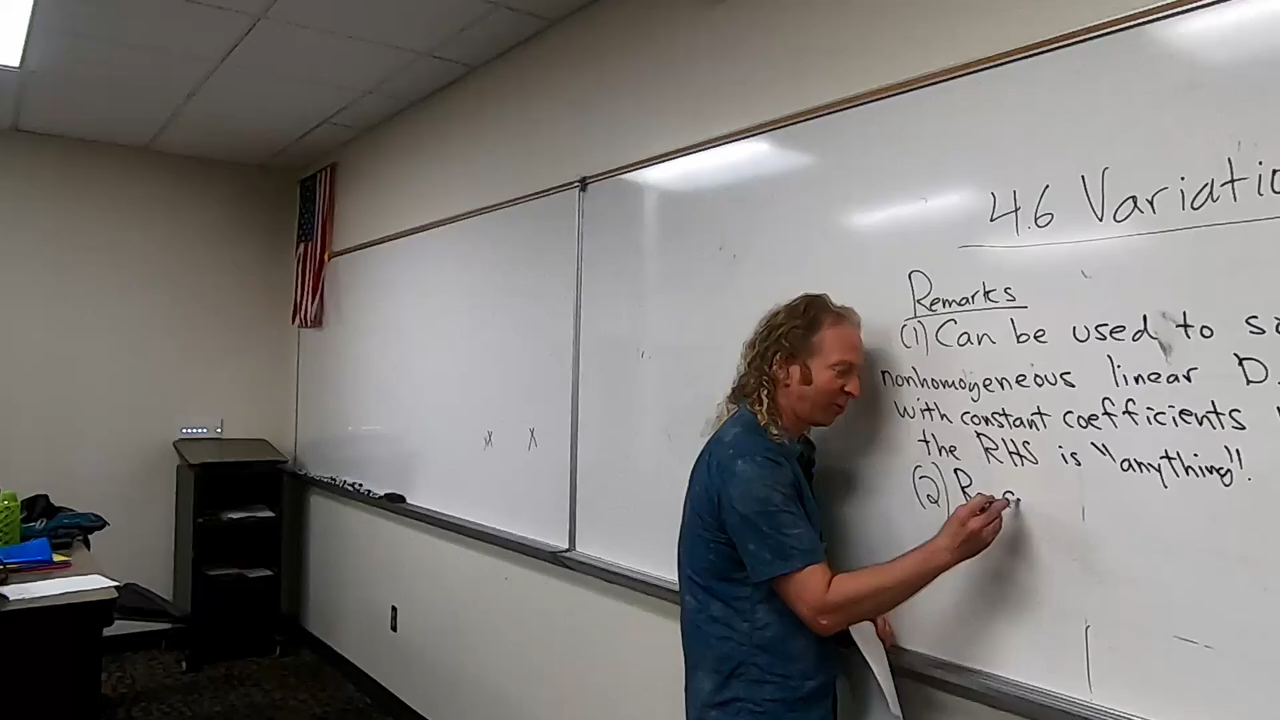 4.6 Variatio
Remarks
(1) Can be used to so
nonhomogeneous linear D.
with constant coefficients
the RHS is "anything"!
(2) R
x x